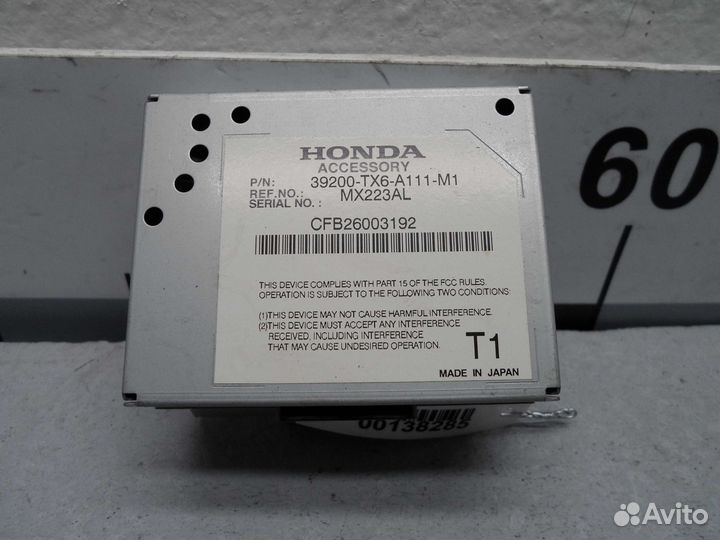 HONDA
ACCESSORY
P/N: 39200-TX6-A111-M1
REF.NO.: MX223AL
SERIAL NO. :
CFB26003192
THIS DEVICE COMPLIES WITH PART 15 OF THE FCC RULES.
OPERATION IS SUBJECT TO THE FOLLOWING TWO CONDITIONS:
(1)THIS DEVICE MAY NOT CAUSE HARMFUL INTERFERENCE.
(2)THIS DEVICE MUST ACCEPT ANY INTERFERENCE
RECEIVED, INCLUDING INTERFERENCE
THAT MAY CAUSE UNDESIRED OPERATION.
T1
MADE IN JAPAN
00138285
60
Avito